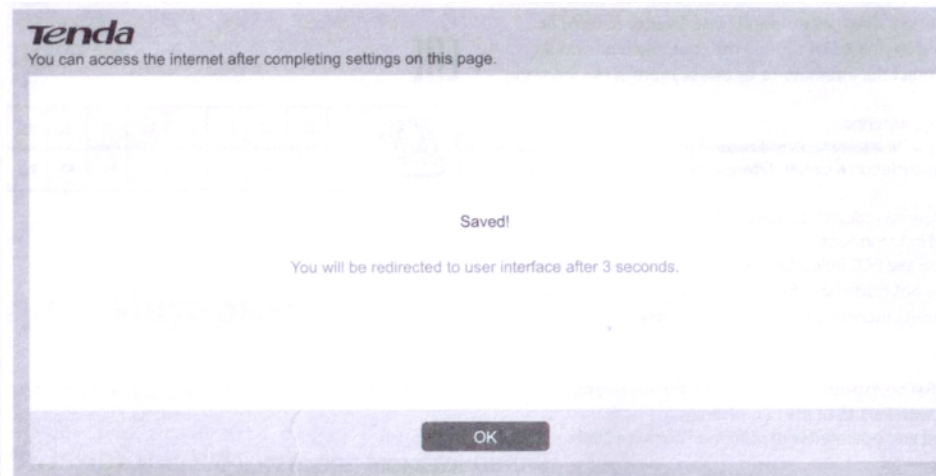 Tenda
You can access the internet after completing settings on this page.
Saved!
You will be redirected to user interface after 3 seconds.
OK